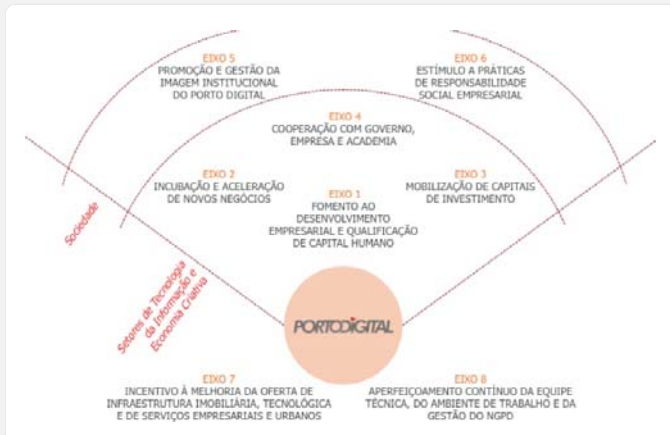 EIXO 5
PROMOÇÃO E GESTÃO DA
IMAGEM INSTITUCIONAL
DO PORTO DIGITAL
EIXO 6
ESTÍMULO A PRÁTICAS
DE RESPONSABILIDADE
SOCIAL EMPRESARIAL
EIXO 4
COOPERAÇÃO COM GOVERNO,
EMPRESA E ACADEMIA
EIXO 2
INCUBAÇÃO E ACELERAÇÃO
DE NOVOS NEGÓCIOS
EIXO 1
FOMENTO AO
DESENVOLVIMENTO
EMPRESARIAL E QUALIFICAÇÃO
DE CAPITAL HUMANO
EIXO 3
MOBILIZAÇÃO DE CAPITAIS
DE INVESTIMENTO
Sociedade
Setores de Tecnologia
da Informação e
Economia Criativa
PORTODIGITAL
EIXO 7
INCENTIVO À MELHORIA DA OFERTA DE
INFRAESTRUTURA IMOBILIÁRIA, TECNOLÓGICA
E DE SERVIÇOS EMPRESARIAIS E URBANOS
EIXO 8
APERFEIÇOAMENTO CONTÍNUO DA EQUIPE
TÉCNICA, DO AMBIENTE DE TRABALHO E DA
GESTÃO DO NGPD